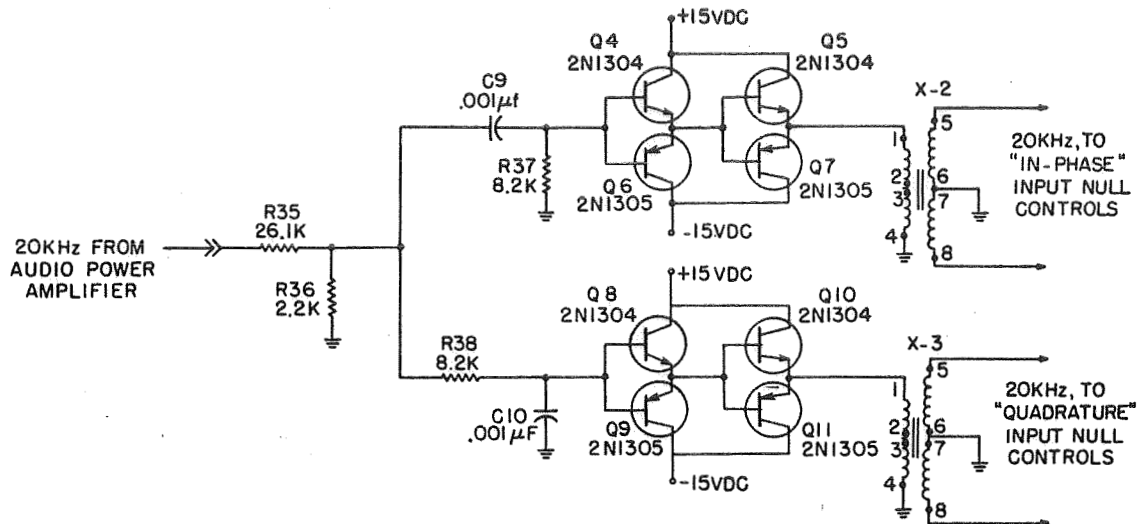 +15VDC
Q4
2N1304
Q5
2N1304
C9
.001µf
X-2
R37
8.2K
Q6
2N1305
Q7
2N1305
-15VDC
1
2
3
4
5
6
7
8
20KHz, TO
"IN-PHASE"
INPUT NULL
CONTROLS
20KHz FROM
AUDIO POWER
AMPLIFIER
R35
26.1K
R36
2.2K
+15 VDC
Q8
2N1304
Q10
2N1304
R38
8.2K
X-3
C10
.001µF
Q9
2N1305
Q11
2N1305
-15VDC
1
2
3
4
5
6
7
8
20KHz, TO
"QUADRATURE"
INPUT NULL
CONTROLS